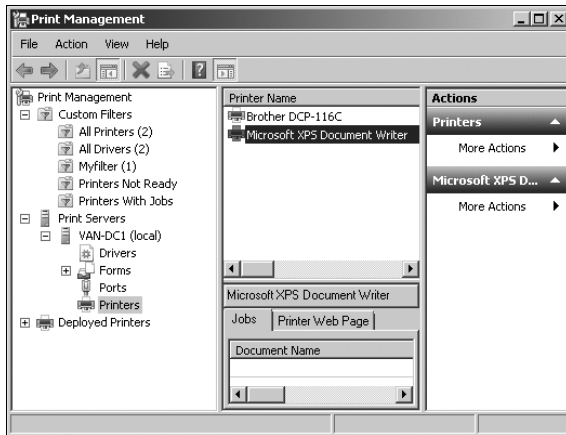 Print Management
File Action View Help
Print Management
Custom Filters
All Printers (2)
All Drivers (2)
Myfilter (1)
Printers Not Ready
Printers With Jobs
Print Servers
VAN-DC1 (local)
Drivers
Forms
Ports
Printers
Deployed Printers
Printer Name
Brother DCP-116C
Microsoft XPS Document Writer
Microsoft XPS Document Writer
Jobs Printer Web Page
Document Name
Actions
Printers
More Actions
Microsoft XPS D...
More Actions